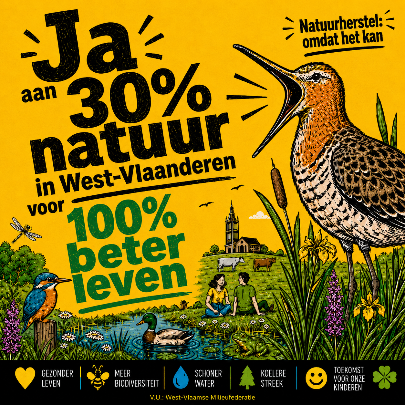 Ja
aan 30%
natuur
in West-Vlaanderen
voor 100%
beter
leven
Natuurherstel:
omdat het kan
GEZONDER
LEVEN
MEER
BIODIVERSITEIT
SCHONER
WATER
KOELERE
STREEK
TOEKOMST
VOOR ONZE
KINDEREN
V.U.: West-Vlaamse Milieufederatie